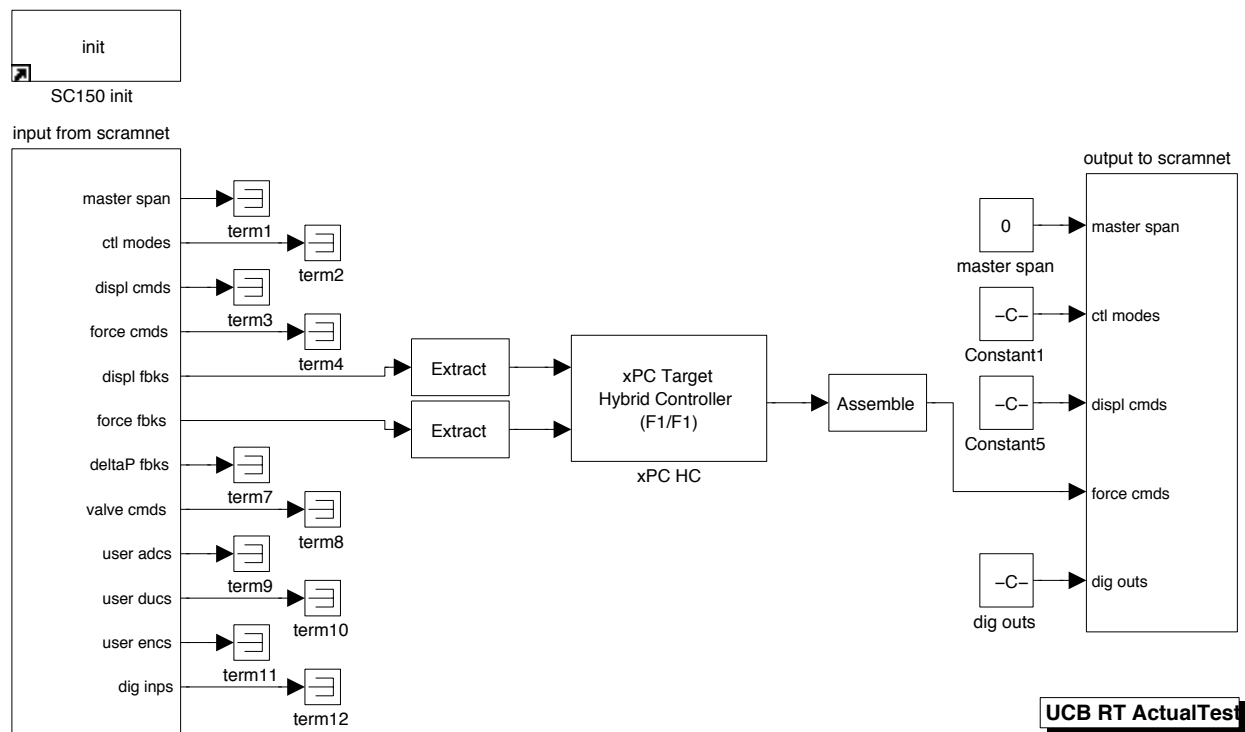 init
SC150 init
input from scramnet
master span
term1
ctl modes
term2
displ cmds
term3
force cmds
term4
displ fbks
force fbks
deltaP fbks
term7
valve cmds
term8
user adcs
term9
user ducs
term10
user encs
term11
dig inps
term12
Extract
Extract
xPC Target
Hybrid Controller
(F1/F1)
xPC HC
Assemble
0
master span
-C-
Constant1
-C-
Constant5
-C-
dig outs
output to scramnet
master span
ctl modes
displ cmds
force cmds
dig outs
UCB RT ActualTest